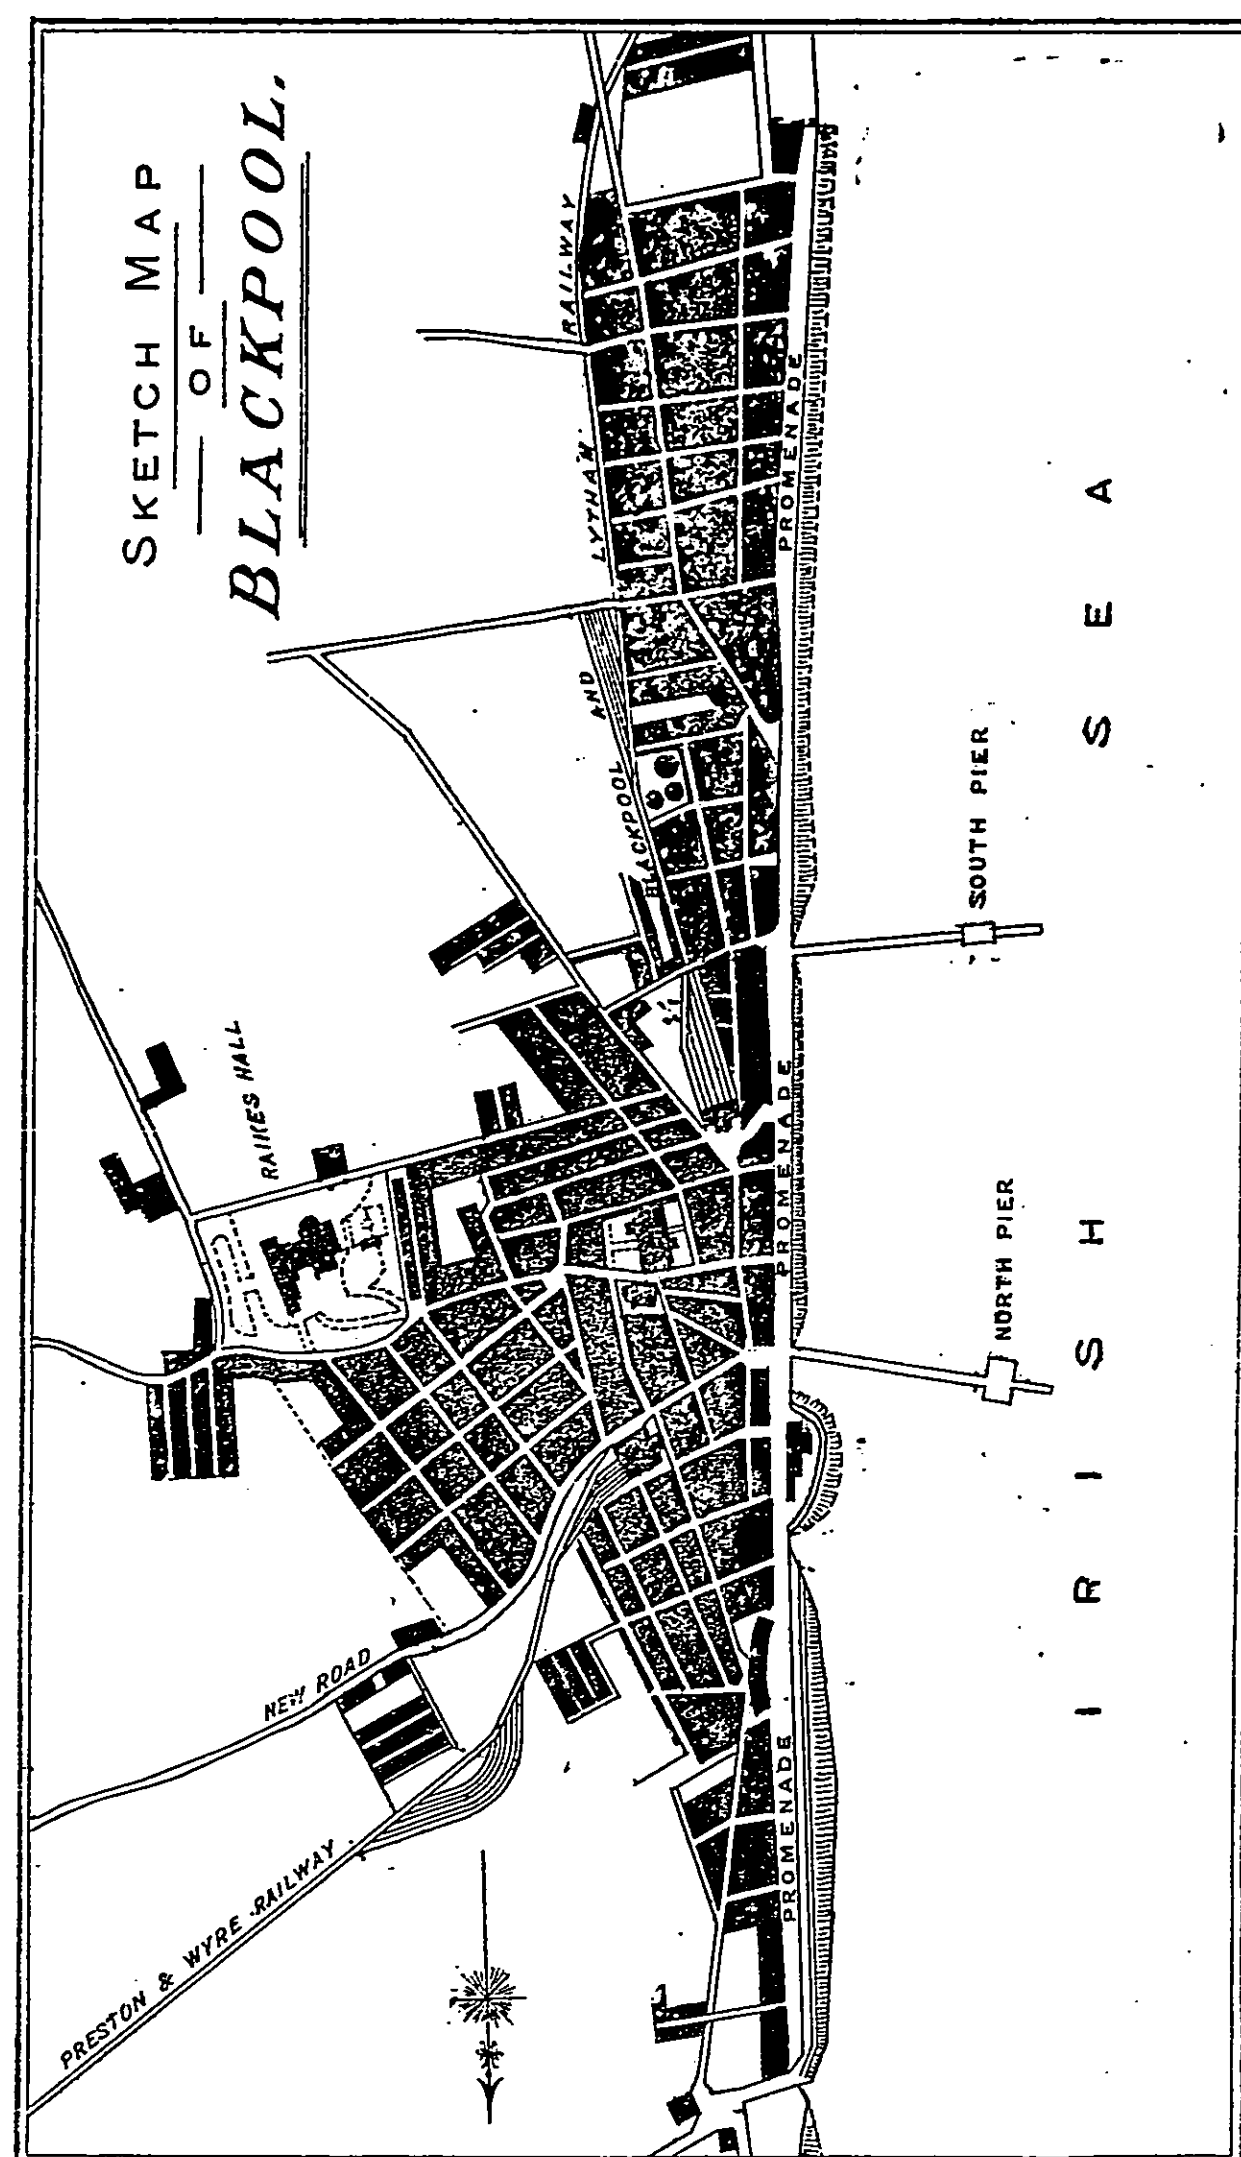 SKETCH MAP
OF
BLACKPOOL.
RAILWAY
LYTHAM
AND
BLACKPOOL
PROMENADE
SOUTH PIER
RAIKES HALL
PROMENADE
NORTH PIER
IRISH SEA
NEW ROAD
PRESTON & WYRE RAILWAY
PROMENADE